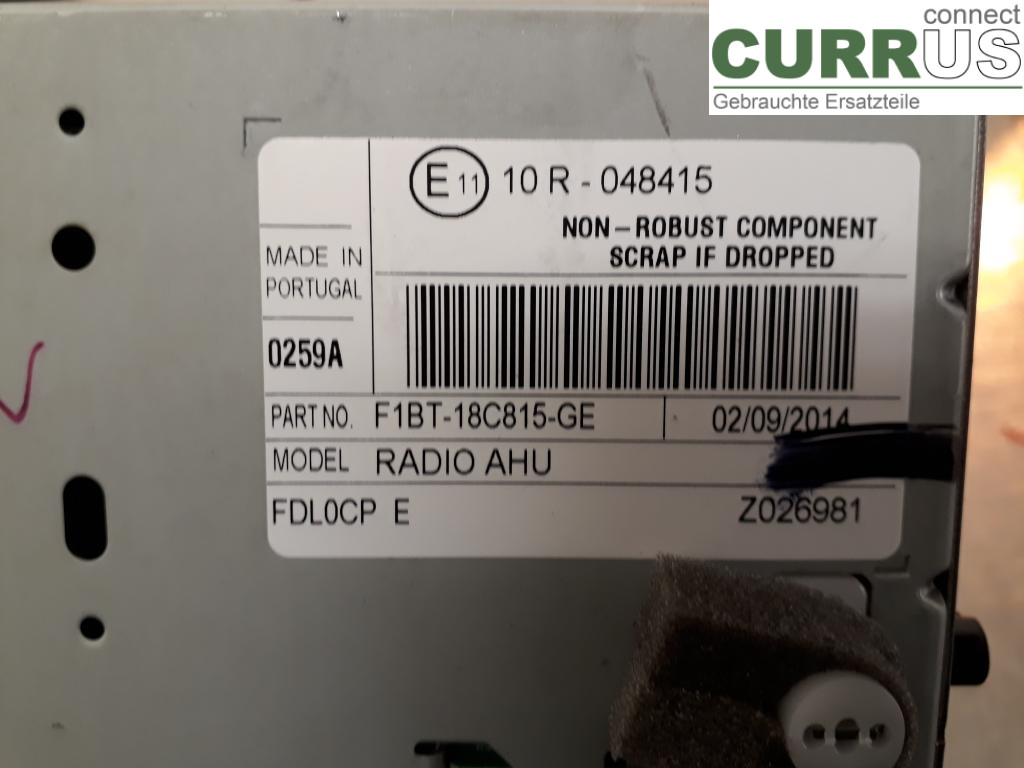 connect
CURRUS
Gebrauchte Ersatzteile
E 11 10 R - 048415
NON-ROBUST COMPONENT
SCRAP IF DROPPED
MADE IN
PORTUGAL
0259A
PART NO. F1BT-18C815-GE 02/09/2014
MODEL RADIO AHU
FDL0CP E Z026981